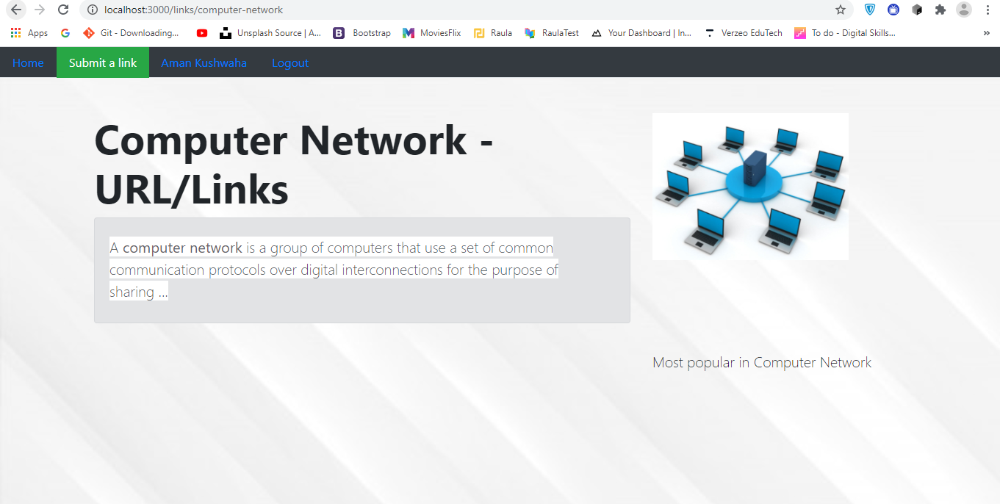 localhost:3000/links/computer-network
Apps Git - Downloading... Unsplash Source | A... Bootstrap MoviesFlix Raula RaulaTest Your Dashboard | In... Verzeo EduTech To do - Digital Skills... »
Home Submit a link Aman Kushwaha Logout
Computer Network -
URL/Links
A computer network is a group of computers that use a set of common
communication protocols over digital interconnections for the purpose of
sharing ...
Most popular in Computer Network